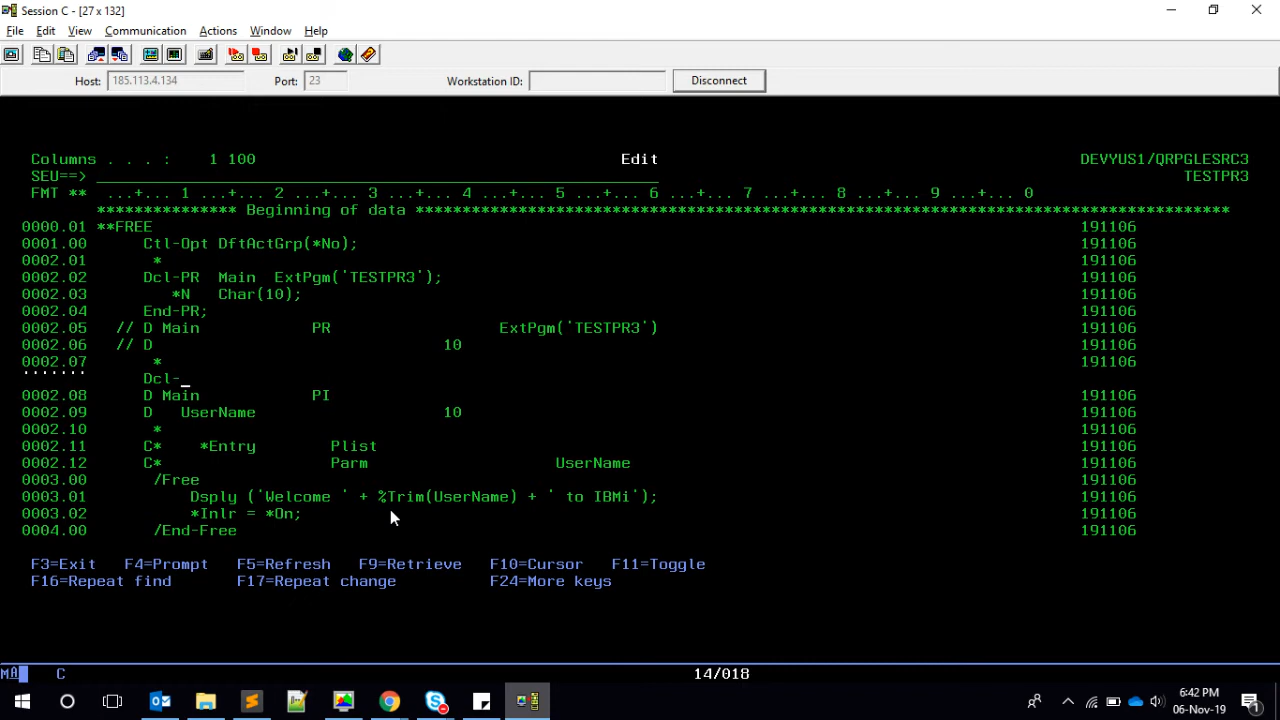 Session C - [27 x 132]
File Edit View Communication Actions Window Help
Host: 185.113.4.134 Port: 23 Workstation ID: Disconnect
Columns . . . : 1 100 Edit DEVYUS1/QRPGLESRC3
SEU==> TESTPR3
FMT ** ...+... 1 ...+... 2 ...+... 3 ...+... 4 ...+... 5 ...+... 6 ...+... 7 ...+... 8 ...+... 9 ...+... 0
*************** Beginning of data ***************************************************************************************
0000.01 **FREE 191106
0001.00 Ctl-Opt DftActGrp(*No); 191106
0002.01 * 191106
0002.02 Dcl-PR Main ExtPgm('TESTPR3'); 191106
0002.03 *N Char(10); 191106
0002.04 End-PR; 191106
0002.05 // D Main PR ExtPgm('TESTPR3') 191106
0002.06 // D 10 191106
0002.07 * 191106
''''''' Dcl-_
0002.08 D Main PI 191106
0002.09 D UserName 10 191106
0002.10 * 191106
0002.11 C* *Entry Plist 191106
0002.12 C* Parm UserName 191106
0003.00 /Free 191106
0003.01 Dsply ('Welcome ' + %Trim(UserName) + ' to IBMi'); 191106
0003.02 *Inlr = *On; 191106
0004.00 /End-Free 191106
F3=Exit F4=Prompt F5=Refresh F9=Retrieve F10=Cursor F11=Toggle
F16=Repeat find F17=Repeat change F24=More keys
MA C 14/018
6:42 PM
06-Nov-19
1